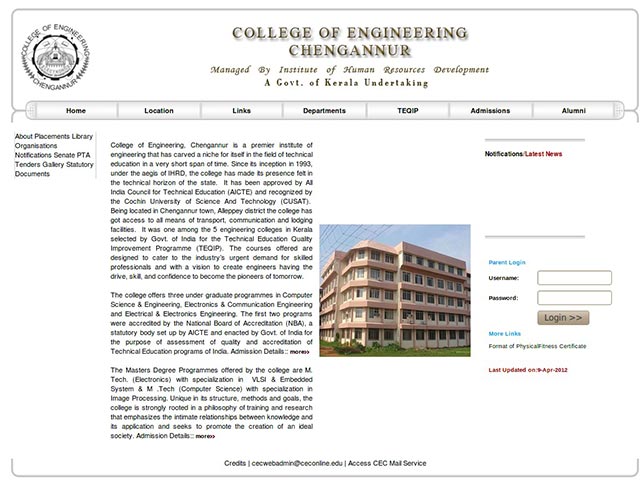 COLLEGE OF ENGINEERING
CHENGANNUR
COLLEGE OF ENGINEERING
CHENGANNUR
Managed By Institute of Human Resources Development
A Govt. of Kerala Undertaking
Home Location Links Departments TEQIP Admissions Alumni
About Placements Library
Organisations
Notifications Senate PTA
Tenders Gallery Statutory
Documents
College of Engineering, Chengannur is a premier institute of
engineering that has carved a niche for itself in the field of technical
education in a very short span of time. Since its inception in 1993,
under the aegis of IHRD, the college has made its presence felt in
the technical horizon of the state. It has been approved by All
India Council for Technical Education (AICTE) and recognized by
the Cochin University of Science And Technology (CUSAT).
Being located in Chengannur town, Alleppey district the college has
got access to all means of transport, communication and lodging
facilities. It was one among the 5 engineering colleges in Kerala
selected by Govt. of India for the Technical Education Quality
Improvement Programme (TEQIP). The courses offered are
designed to cater to the industry's urgent demand for skilled
professionals and with a vision to create engineers having the
drive, skill, and confidence to become the pioneers of tomorrow.
The college offers three under graduate programmes in Computer
Science & Engineering, Electronics & Communication Engineering
and Electrical & Electronics Engineering. The first two programs
were accredited by the National Board of Accreditation (NBA), a
statutory body set up by AICTE and enacted by Govt. of India for
the purpose of assessment of quality and accreditation of
Technical Education programs of India. Admission Details:: more>>
The Masters Degree Programmes offered by the college are M.
Tech. (Electronics) with specialization in VLSI & Embedded
System & M .Tech (Computer Science) with specialization in
Image Processing. Unique in its structure, methods and goals, the
college is strongly rooted in a philosophy of training and research
that emphasizes the intimate relationships between knowledge and
its application and seeks to promote the creation of an ideal
society. Admission Details:: more>>
Notifications/Latest News
Parent Login
Username:
Password:
Login >>
More Links
Format of PhysicalFitness Certificate
Last Updated on:9-Apr-2012
Credits | cecwebadmin@ceconline.edu | Access CEC Mail Service